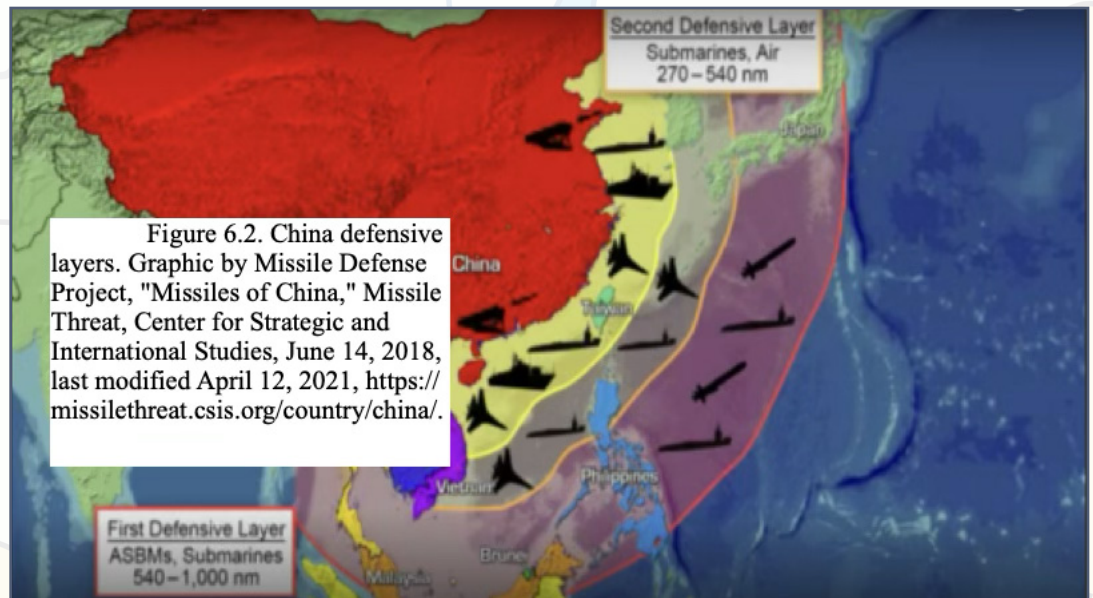 Second Defensive Layer
Submarines, Air
270–540 nm
Japan
Figure 6.2. China defensive
layers. Graphic by Missile Defense
Project, "Missiles of China," Missile
Threat, Center for Strategic and
International Studies, June 14, 2018,
last modified April 12, 2021, https://
missilethreat.csis.org/country/china/.
China
Taiwan
Vietnam
Philippines
First Defensive Layer
ASBMs, Submarines
540–1,000 nm
Brunei
Malaysia